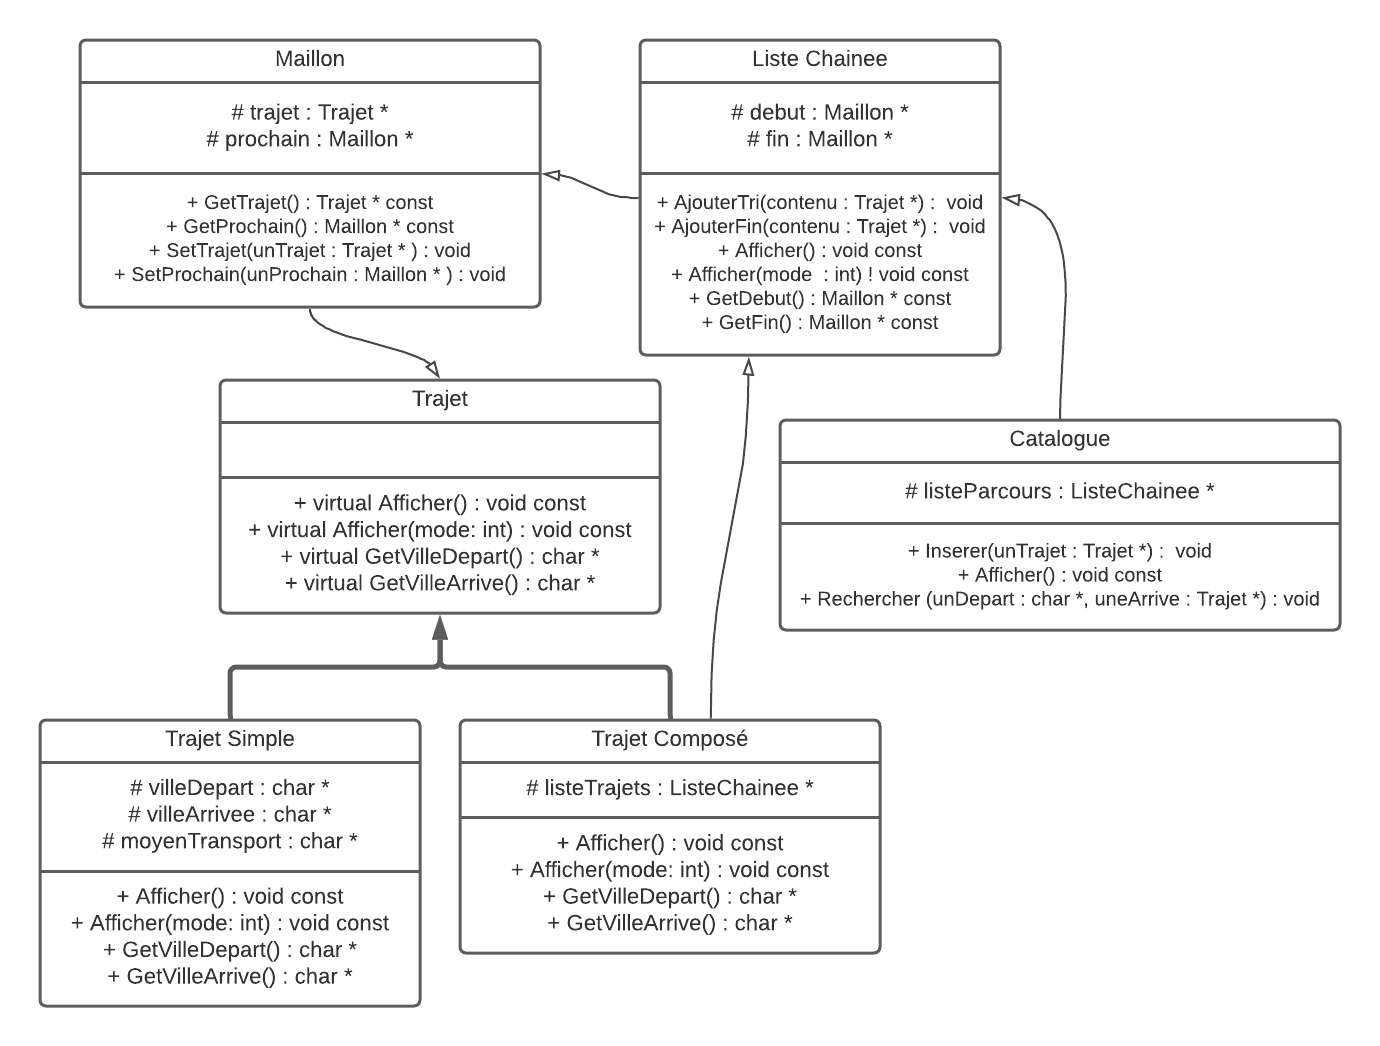 Maillon
# trajet : Trajet *
# prochain : Maillon *
+ GetTrajet() : Trajet * const
+ GetProchain() : Maillon * const
+ SetTrajet(unTrajet : Trajet * ) : void
+ SetProchain(unProchain : Maillon * ) : void
Liste Chainee
# debut : Maillon *
# fin : Maillon *
+ AjouterTri(contenu : Trajet *) :  void
+ AjouterFin(contenu : Trajet *) :  void
+ Afficher() : void const
+ Afficher(mode  : int) ! void const
+ GetDebut() : Maillon * const
+ GetFin() : Maillon * const
Trajet
+ virtual Afficher() : void const
+ virtual Afficher(mode: int) : void const
+ virtual GetVilleDepart() : char *
+ virtual GetVilleArrive() : char *
Catalogue
# listeParcours : ListeChainee *
+ Inserer(unTrajet : Trajet *) :  void
+ Afficher() : void const
+ Rechercher (unDepart : char *, uneArrive : Trajet *) : void
Trajet Simple
# villeDepart : char *
# villeArrivee : char *
# moyenTransport : char *
+ Afficher() : void const
+ Afficher(mode: int) : void const
+ GetVilleDepart() : char *
+ GetVilleArrive() : char *
Trajet Composé
# listeTrajets : ListeChainee *
+ Afficher() : void const
+ Afficher(mode: int) : void const
+ GetVilleDepart() : char *
+ GetVilleArrive() : char *